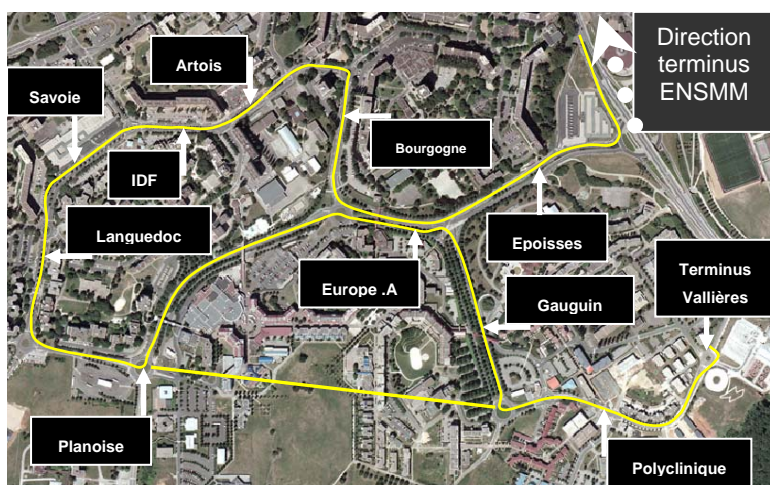 Direction
terminus
ENSMM
Artois
Savoie
Bourgogne
IDF
Languedoc
Epoisses
Terminus
Vallières
Europe .A
Gauguin
Planoise
Polyclinique